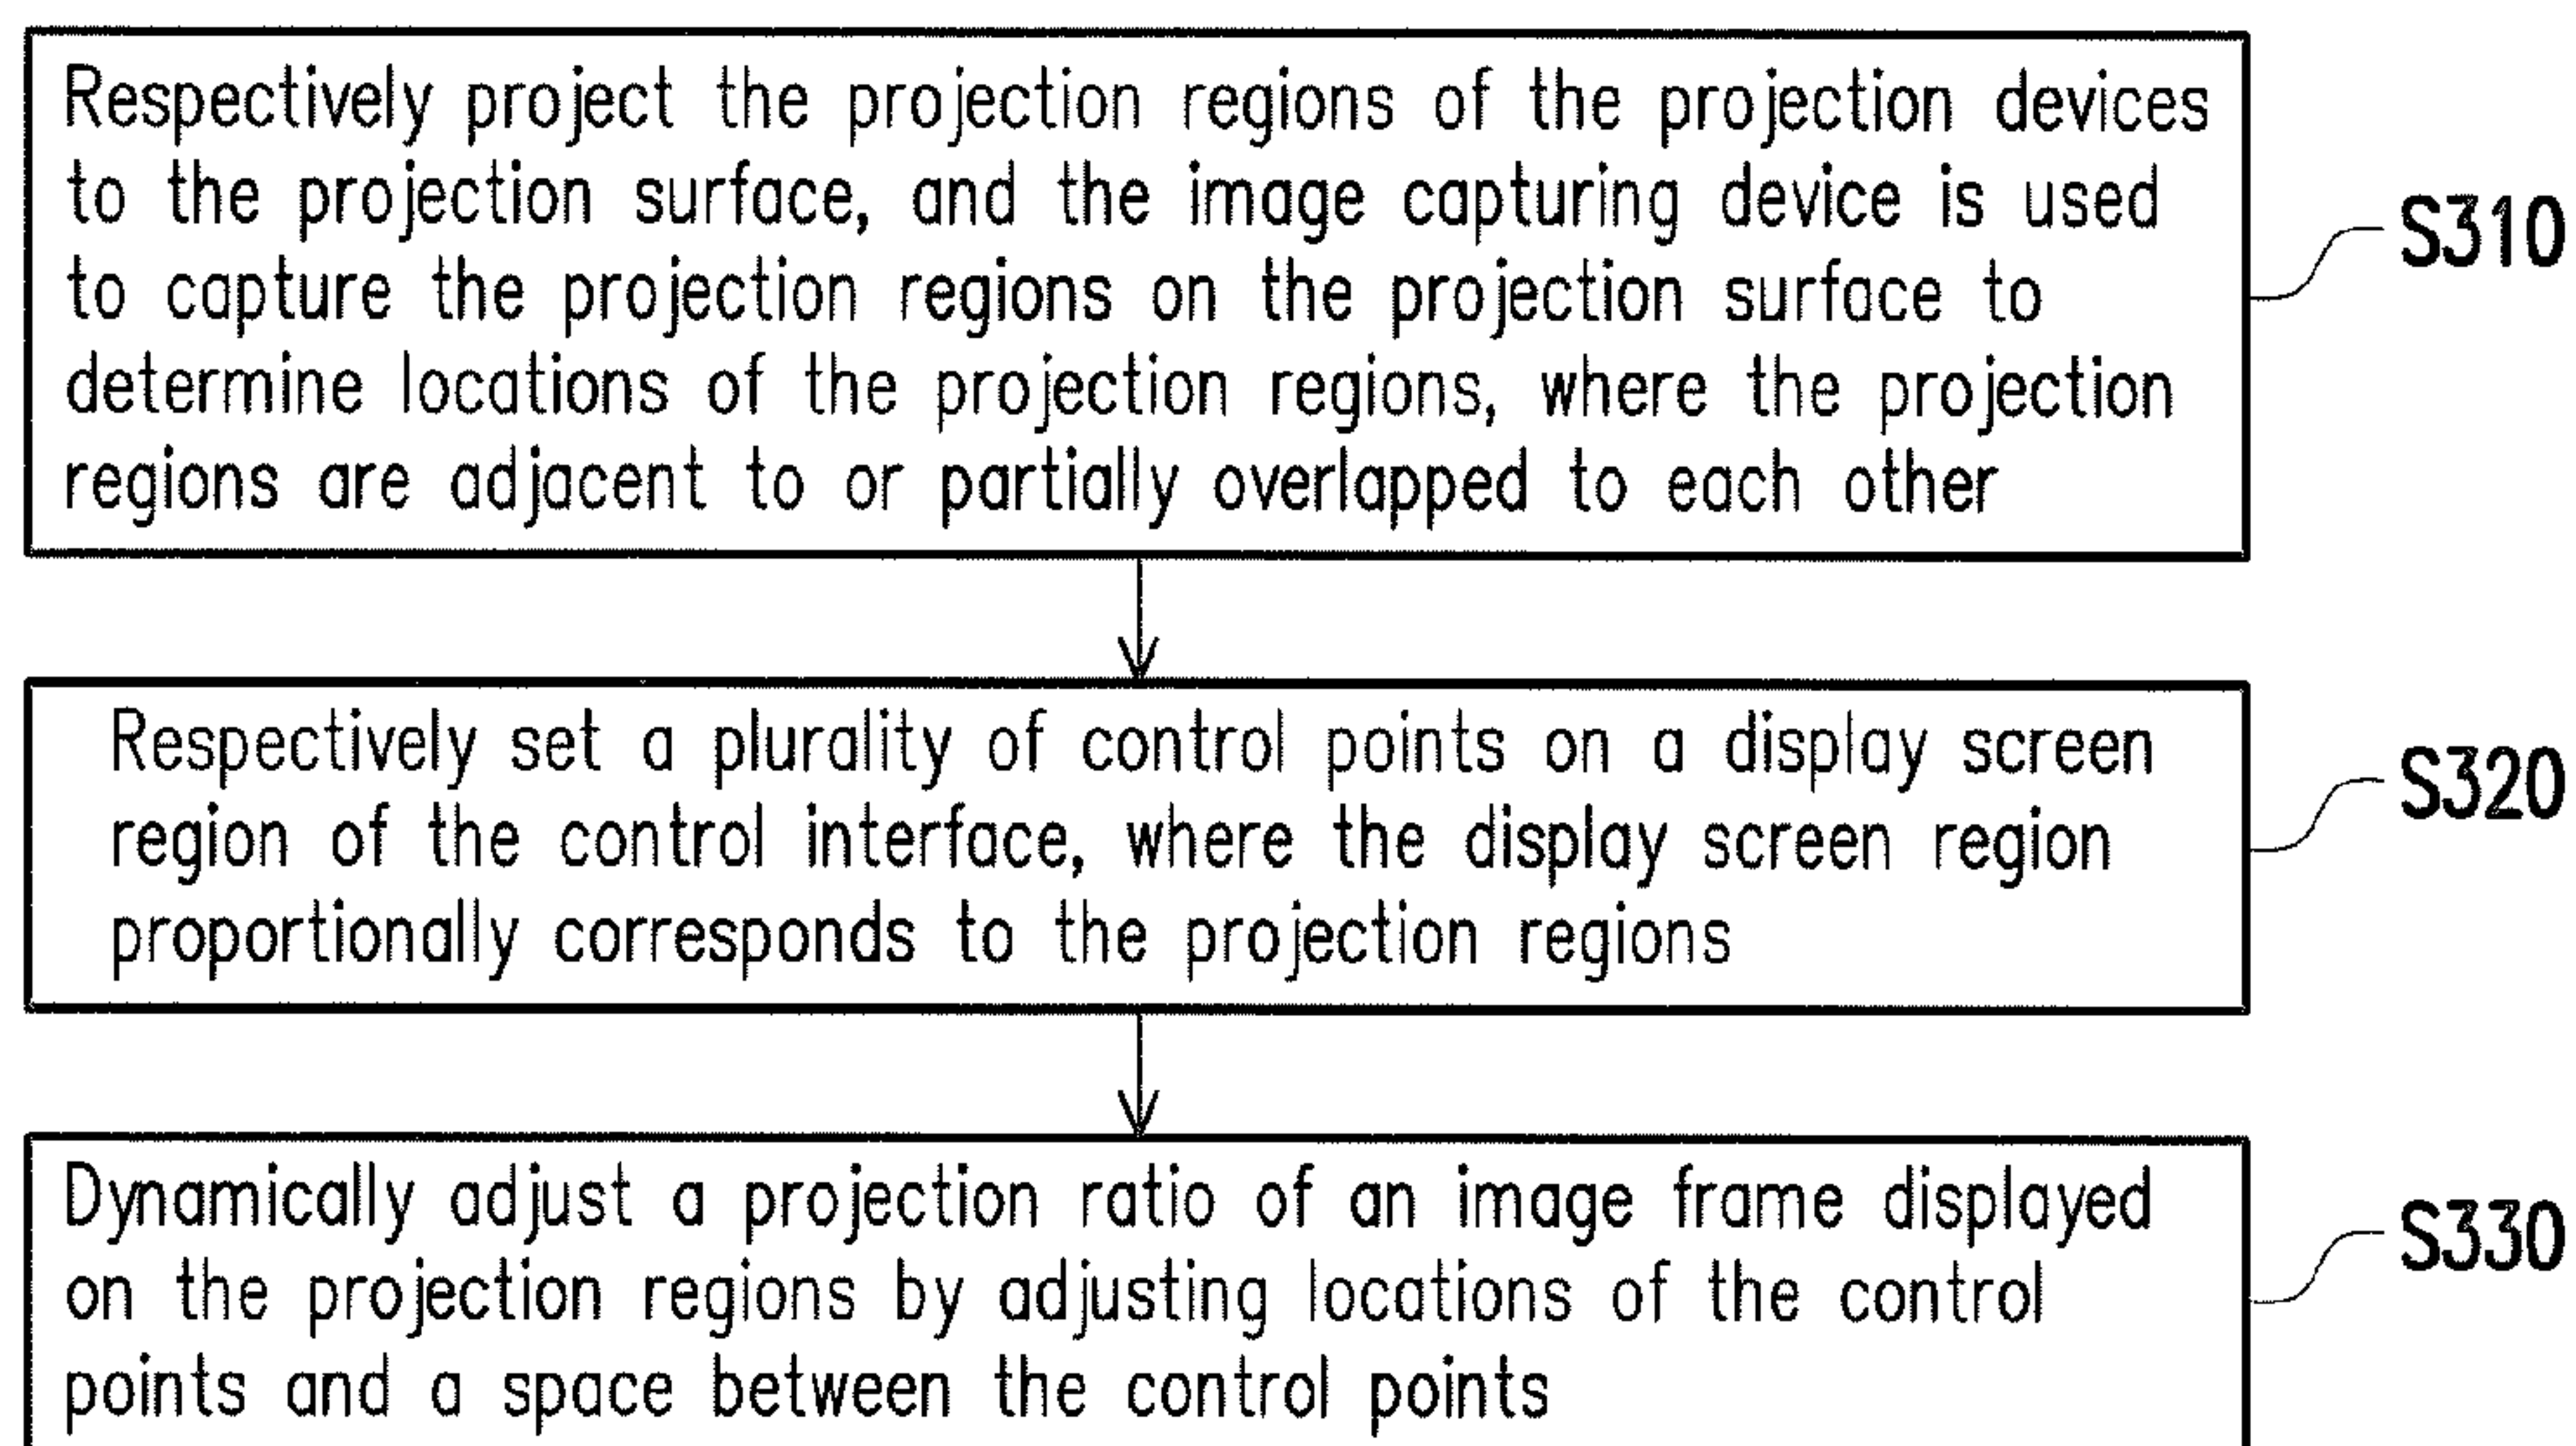 Respectively project the projection regions of the projection devices
to the projection surface, and the image capturing device is used
to capture the projection regions on the projection surface to
determine locations of the projection regions, where the projection
regions are adjacent to or partially overlapped to each other
S310
Respectively set a plurality of control points on a display screen
region of the control interface, where the display screen region
proportionally corresponds to the projection regions
S320
Dynamically adjust a projection ratio of an image frame displayed
on the projection regions by adjusting locations of the control
points and a space between the control points
S330